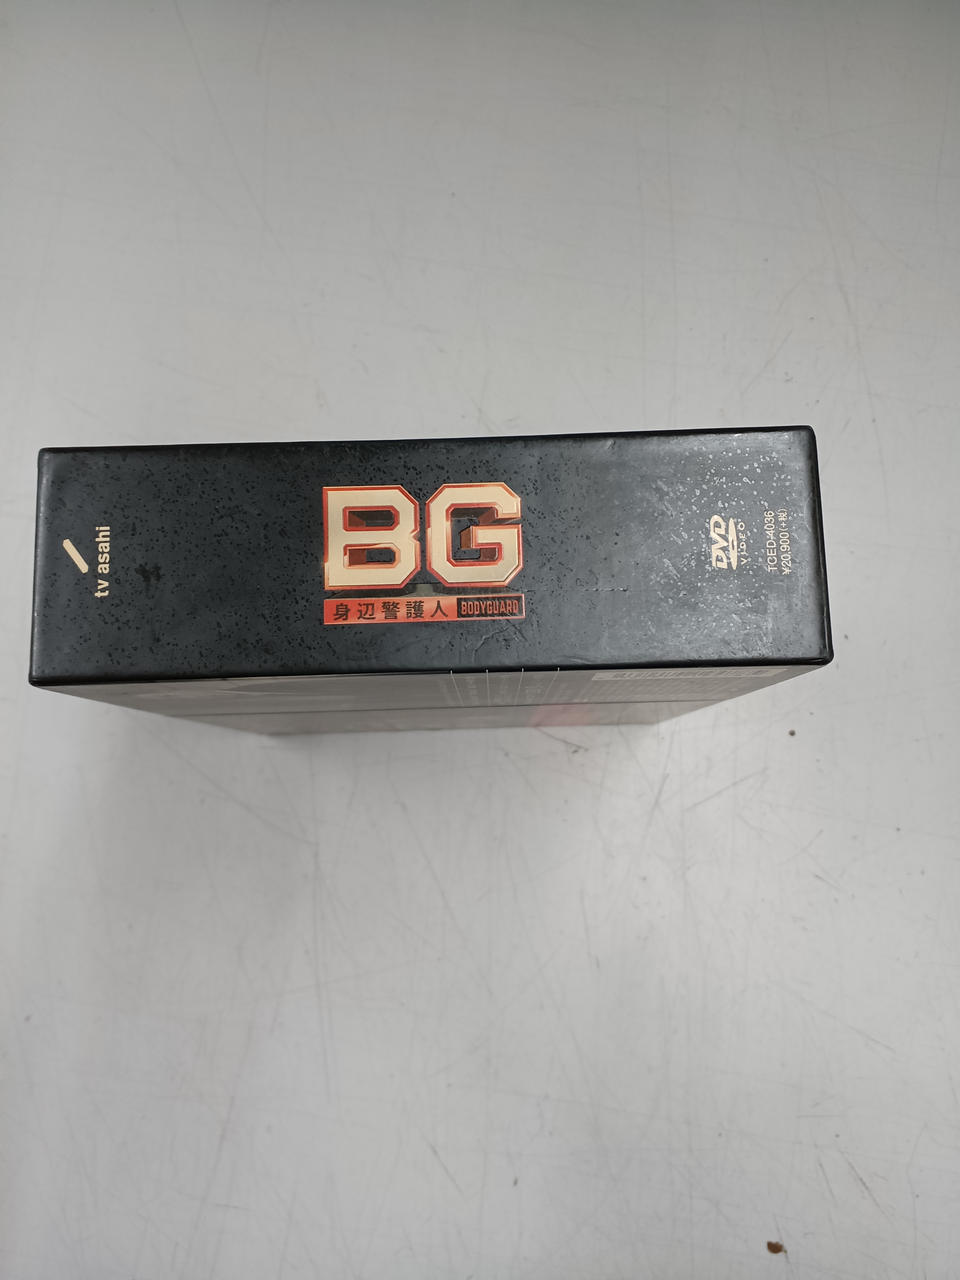 tv asahi
BG
身辺警護人 BODYGUARD
DVD
VIDEO
TCED-4036
¥20,900(+税)